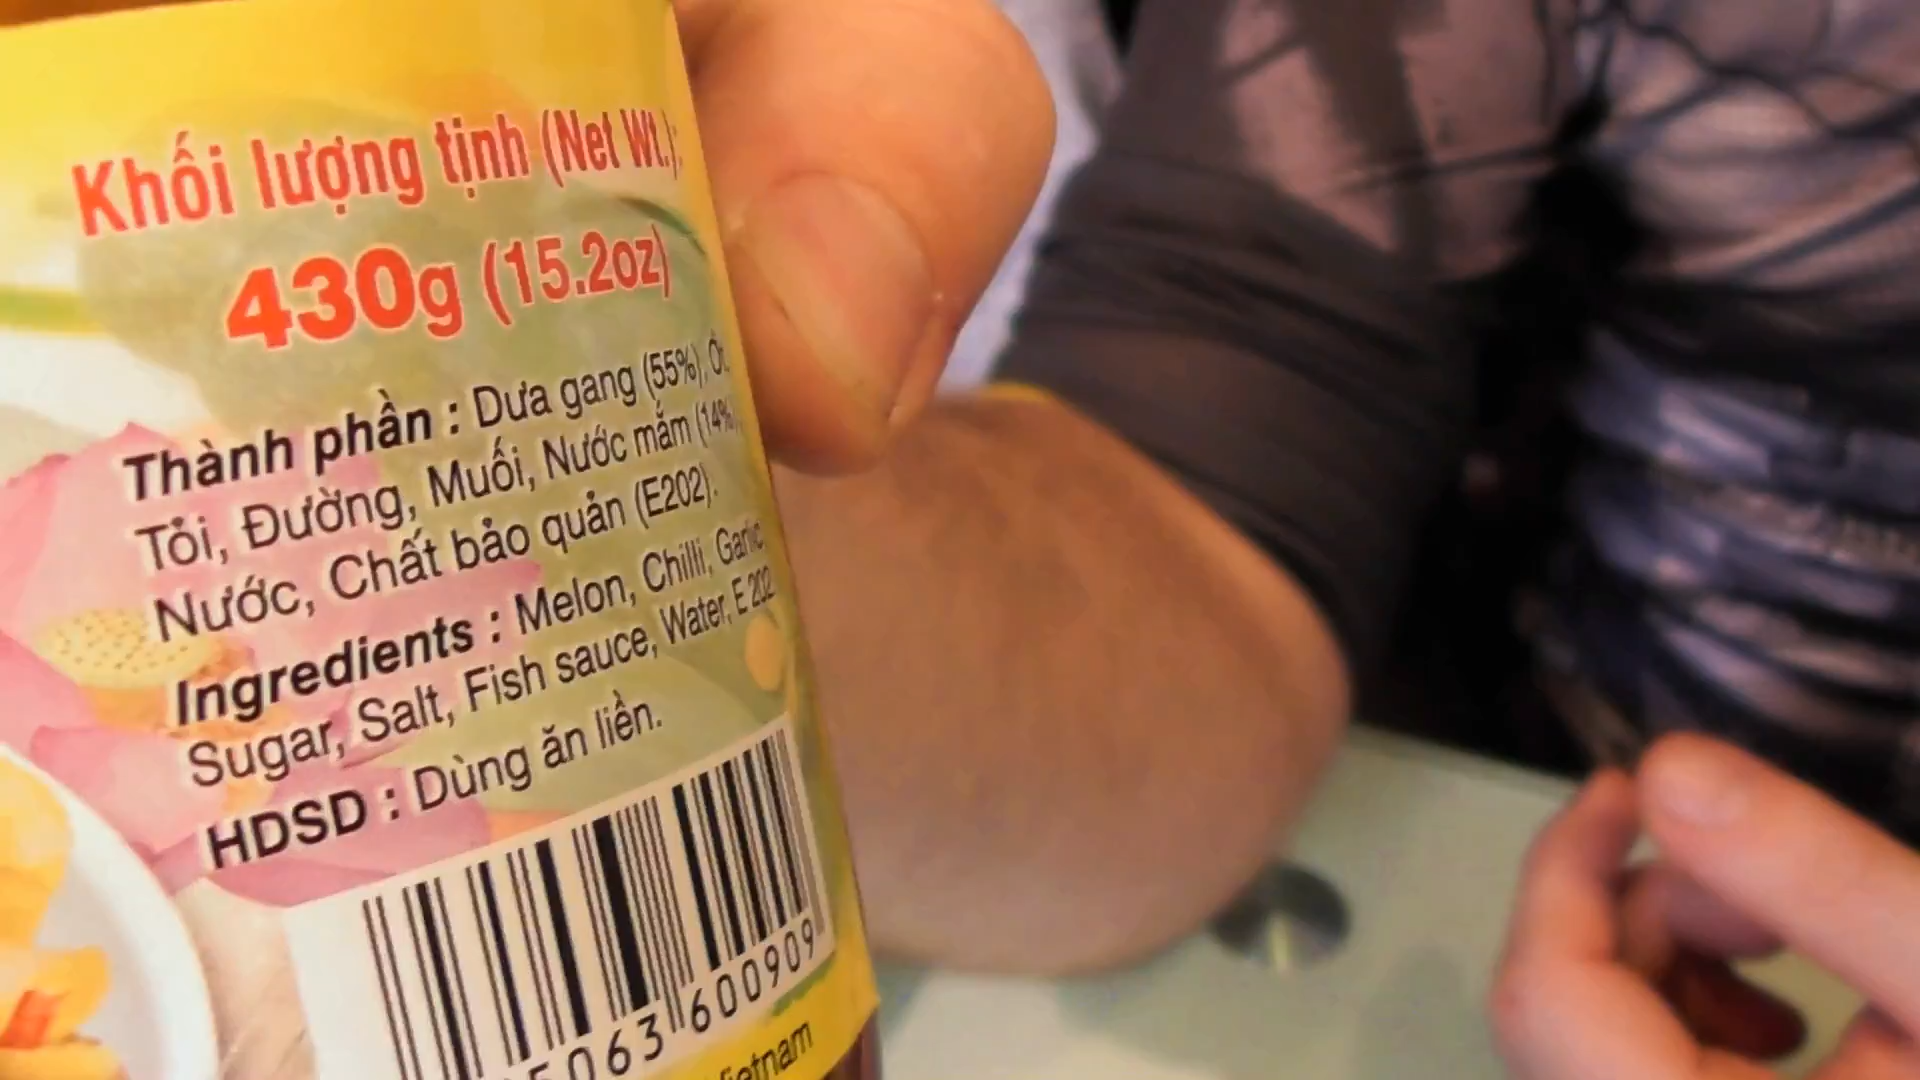 Khối lượng tịnh (Net Wt.):
430g (15.2oz)
Thành phần : Dưa gang (55%),
Tỏi, Đường, Muối, Nước mắm (14%),
Nước, Chất bảo quản (E202).
Ingredients : Melon, Chilli, Garlic
Sugar, Salt, Fish sauce, Water, E 202
HDSD : Dùng ăn liền.
5063 600909
Vietnam